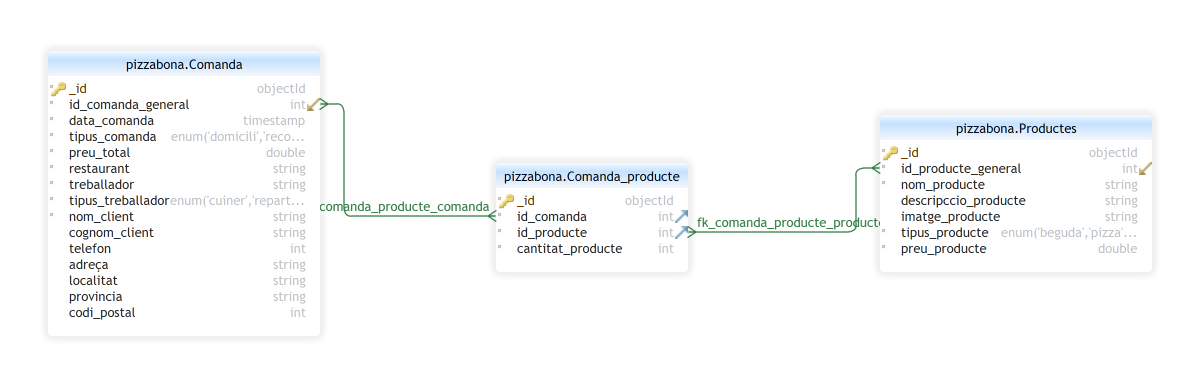 pizzabona.Comanda
_id objectId
id_comanda_general int
data_comanda timestamp
tipus_comanda enum('domicili','reco...
preu_total double
restaurant string
treballador string
tipus_treballador enum('cuiner','repart...
nom_client string
cognom_client string
telefon int
adreça string
localitat string
provincia string
codi_postal int
comanda_producte_comanda
pizzabona.Comanda_producte
_id objectId
id_comanda int
id_producte int
cantitat_producte int
fk_comanda_producte_producte
pizzabona.Productes
_id objectId
id_producte_general int
nom_producte string
descripccio_producte string
imatge_producte string
tipus_producte enum('beguda','pizza'...
preu_producte double